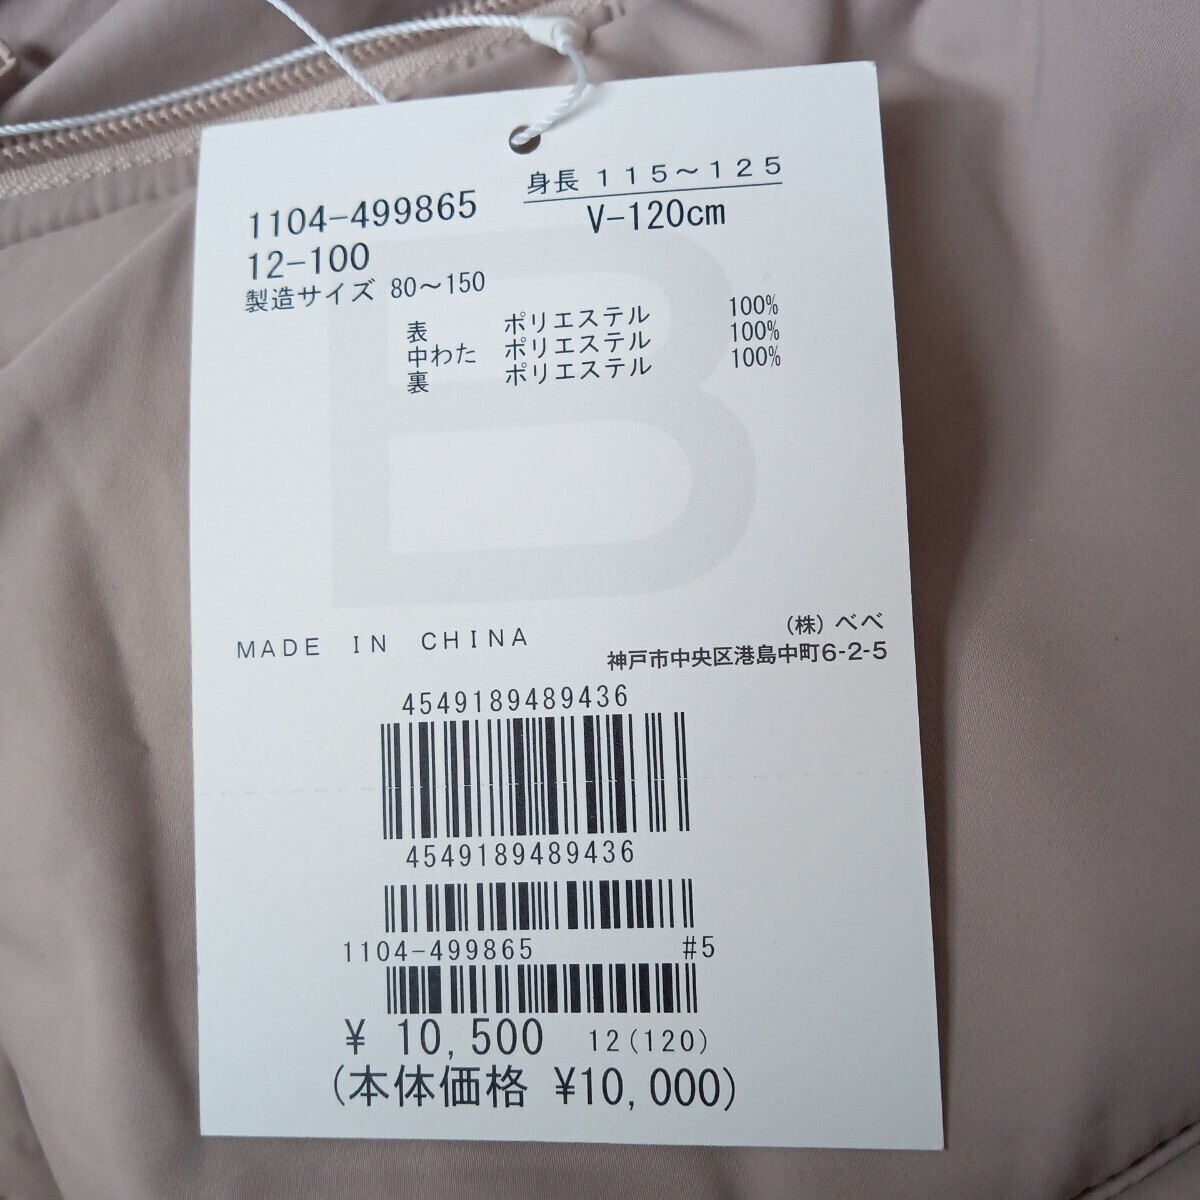 1104-499865
身長 115～125
V-120cm
12-100
製造サイズ 80～150
表 ポリエステル 100%
中わた ポリエステル 100%
裏 ポリエステル 100%
B
MADE IN CHINA
(株)べべ
神戸市中央区港島中町6-2-5
4549189489436
4549189489436
1104-499865 #5
¥ 10,500 12(120)
(本体価格 ¥10,000)